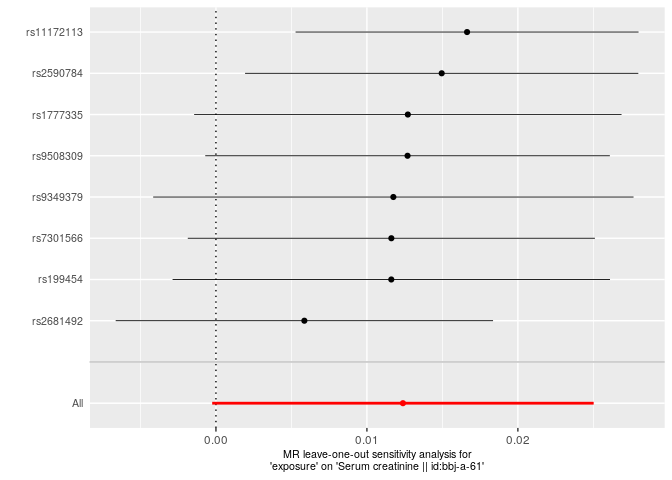 rs11172113
rs2590784
rs1777335
rs9508309
rs9349379
rs7301566
rs199454
rs2681492
All
0.00
0.01
0.02
MR leave-one-out sensitivity analysis for
'exposure' on 'Serum creatinine || id:bbj-a-61'